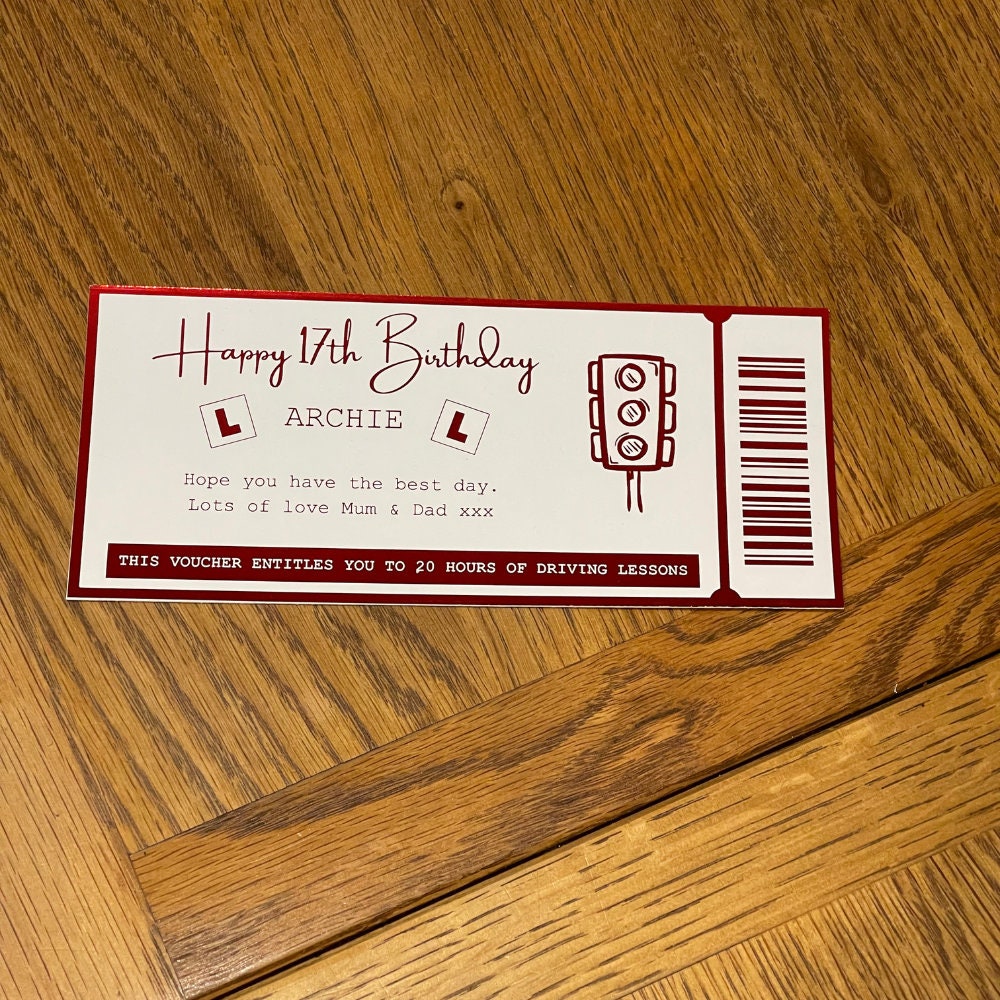 Happy 17th Birthday
L ARCHIE L
Hope you have the best day.
Lots of love Mum & Dad xxx
THIS VOUCHER ENTITLES YOU TO 20 HOURS OF DRIVING LESSONS